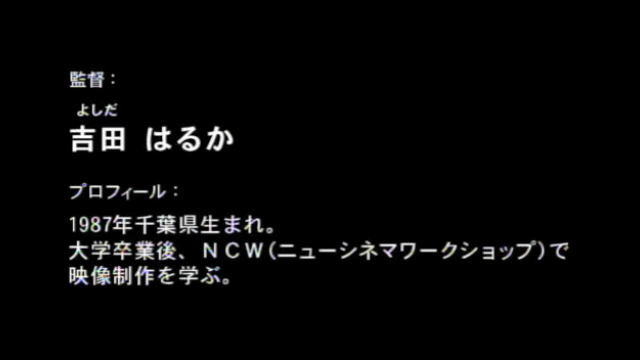 監督：
よしだ
吉田 はるか
プロフィール：
1987年千葉県生まれ。
大学卒業後、ＮＣＷ（ニューシネマワークショップ）で
映像制作を学ぶ。